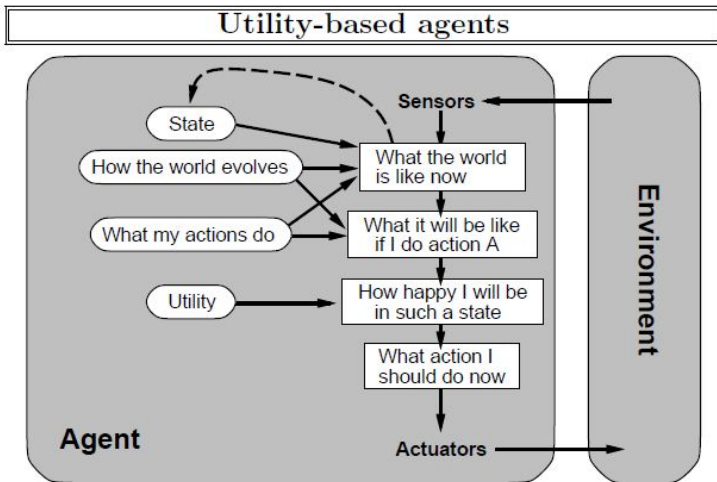 Utility-based agents
Sensors
State
What the world
is like now
How the world evolves
What it will be like
if I do action A
What my actions do
How happy I will be
in such a state
Utility
What action I
should do now
Agent
Actuators
Environment